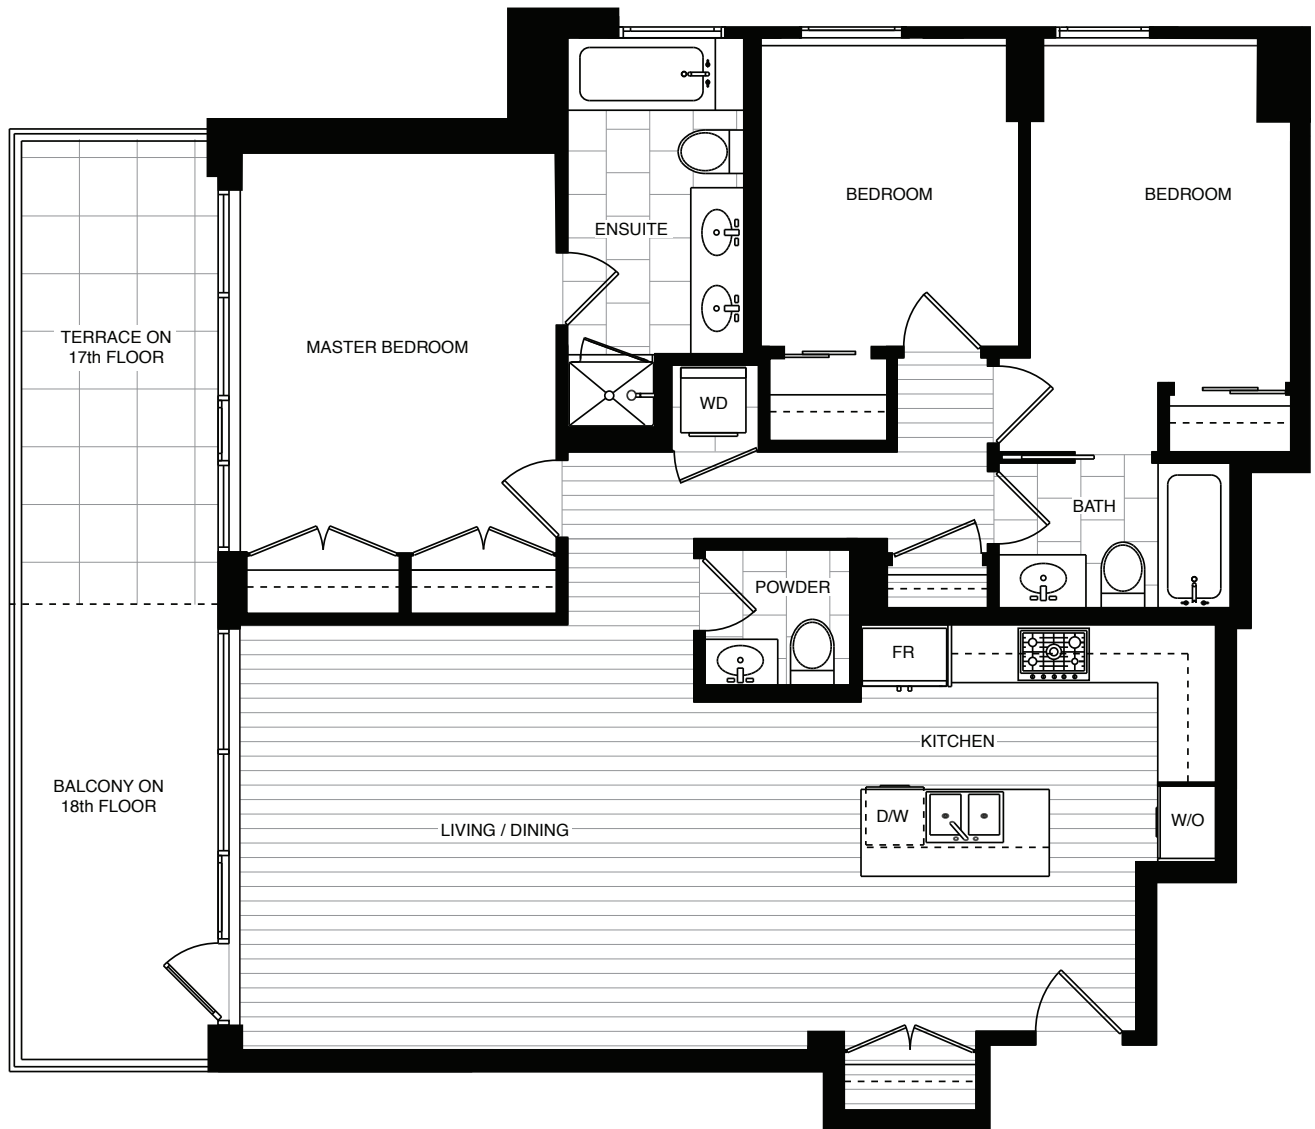 BEDROOM
BEDROOM
ENSUITE
TERRACE ON
17th FLOOR
MASTER BEDROOM
WD
BATH
POWDER
FR
KITCHEN
BALCONY ON
18th FLOOR
LIVING / DINING
D/W
W/O